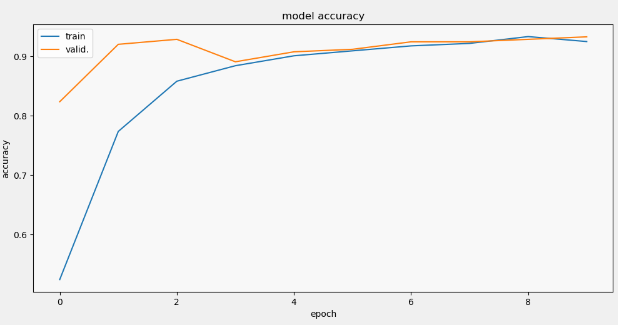 model accuracy
train
valid.
0.9
0.8
0.7
0.6
accuracy
0 2 4 6 8
epoch